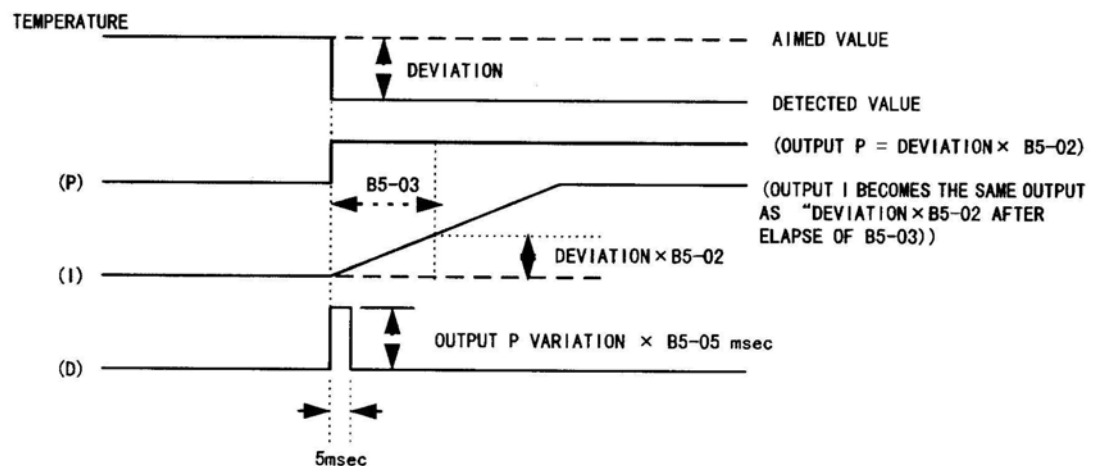 TEMPERATURE
AIMED VALUE
DEVIATION
DETECTED VALUE
(OUTPUT P = DEVIATION× B5-02)
(P)
B5-03
(OUTPUT I BECOMES THE SAME OUTPUT
AS “DEVIATION×B5-02 AFTER
ELAPSE OF B5-03))
DEVIATION×B5-02
(I)
OUTPUT P VARIATION × B5-05 msec
(D)
5msec